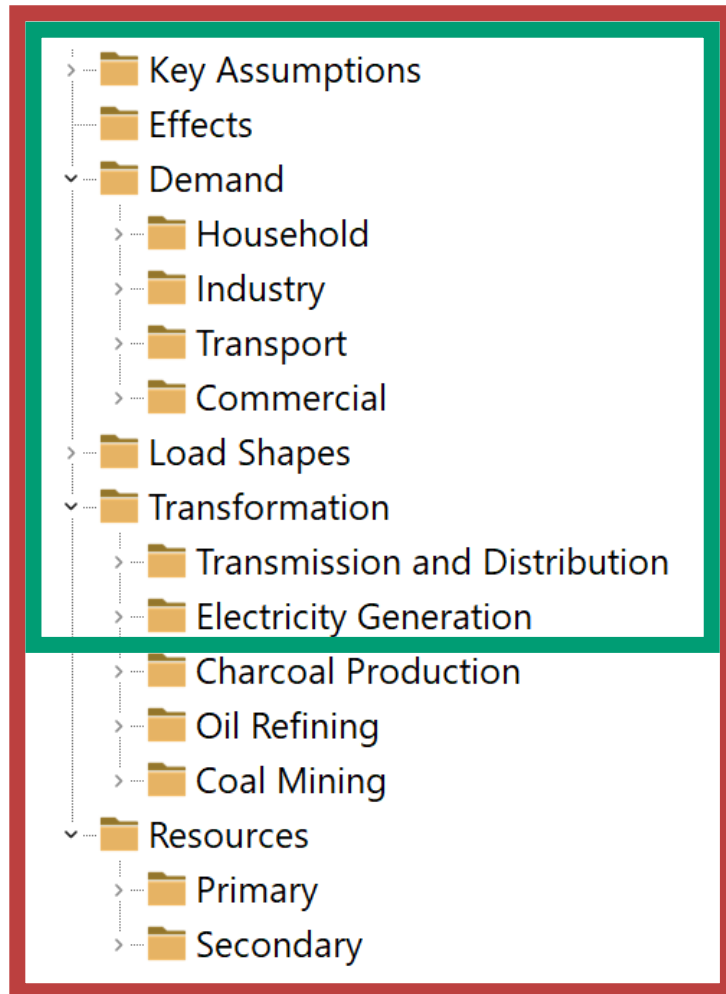 Key Assumptions
Effects
Demand
Household
Industry
Transport
Commercial
Load Shapes
Transformation
Transmission and Distribution
Electricity Generation
Charcoal Production
Oil Refining
Coal Mining
Resources
Primary
Secondary